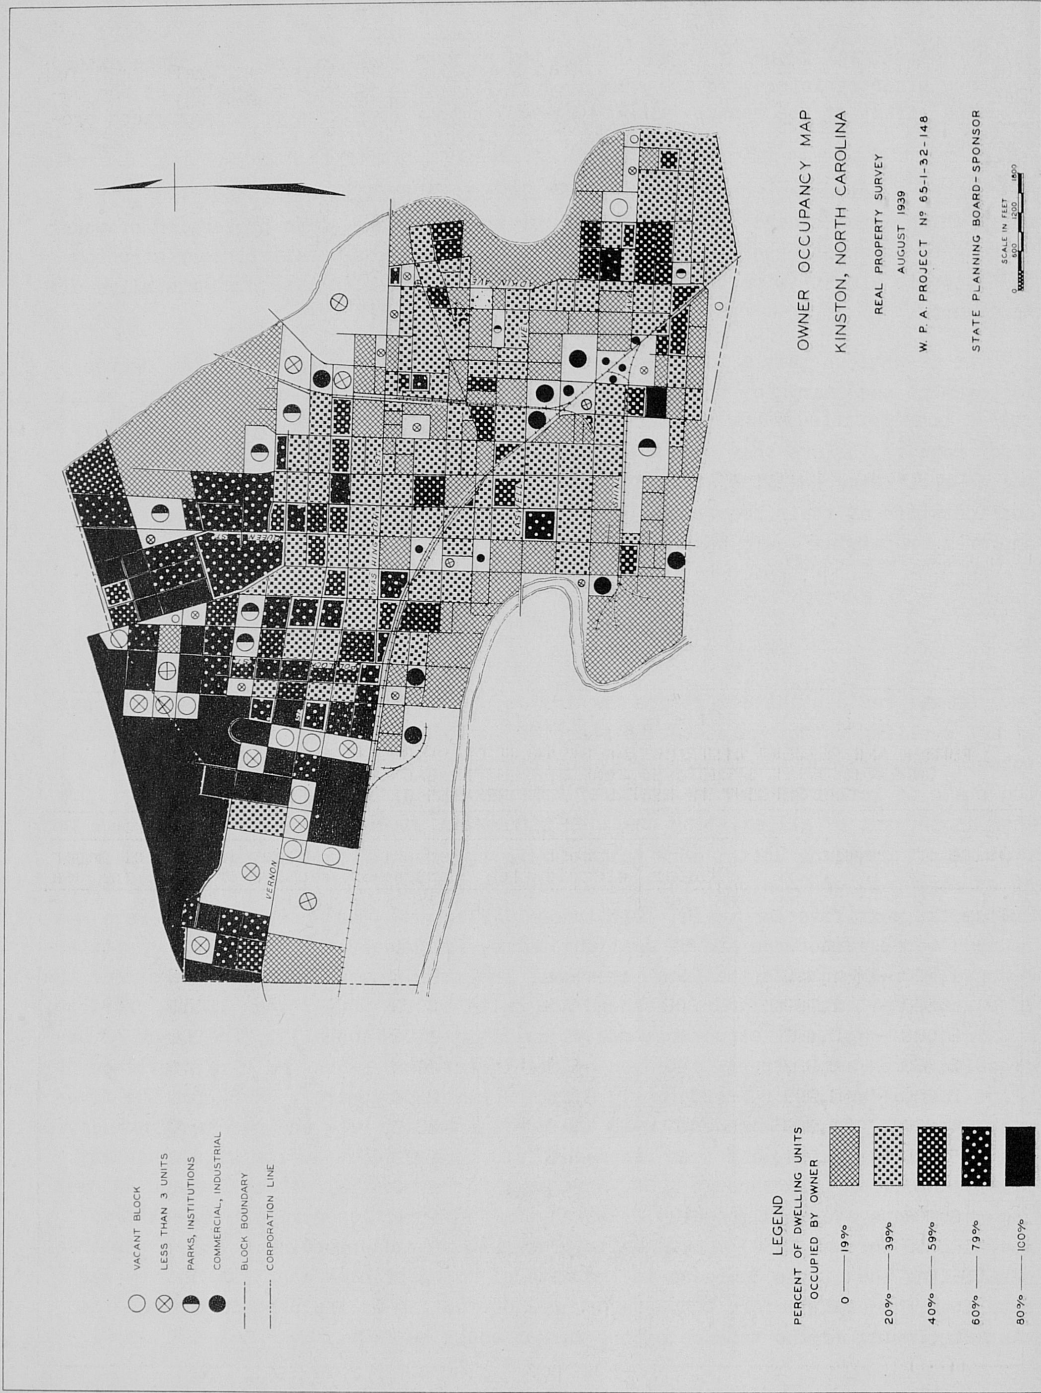 OWNER OCCUPANCY MAP
KINSTON, NORTH CAROLINA
REAL PROPERTY SURVEY
AUGUST 1939
W. P. A. PROJECT Nº 65-1-32-148
STATE PLANNING BOARD - SPONSOR
SCALE IN FEET
0 600 1200 1800
VACANT BLOCK
LESS THAN 3 UNITS
PARKS, INSTITUTIONS
COMMERCIAL, INDUSTRIAL
BLOCK BOUNDARY
CORPORATION LINE
LEGEND
PERCENT OF DWELLING UNITS
OCCUPIED BY OWNER
0 — 19%
20% — 39%
40% — 59%
60% — 79%
80% — 100%
VERNON
QUEEN ST